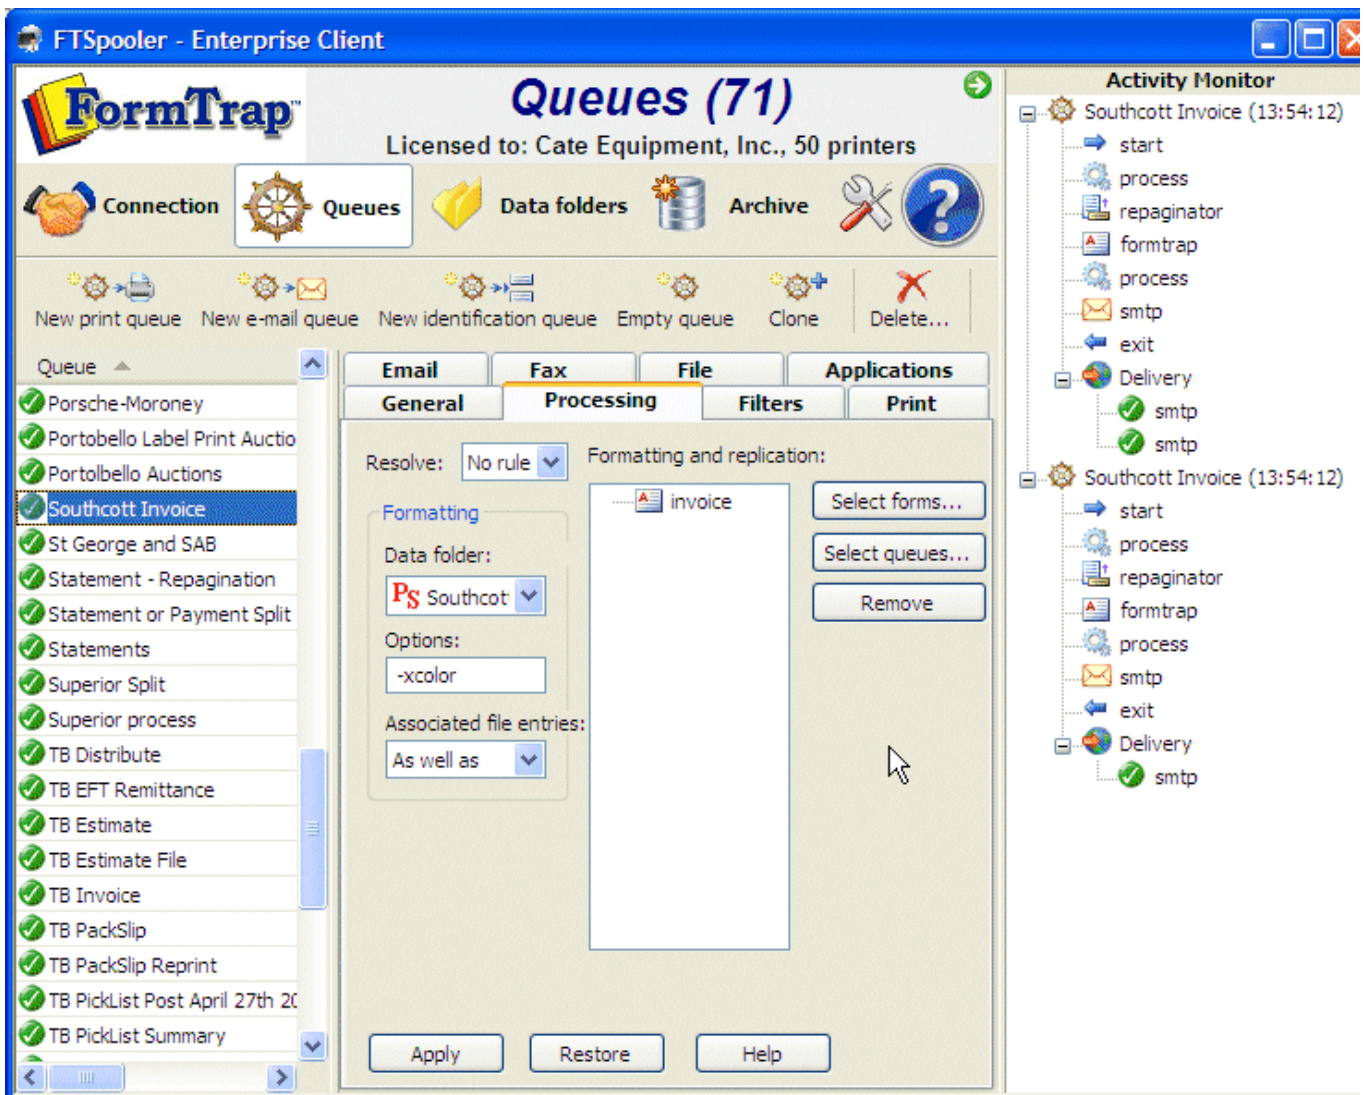 FTSpooler - Enterprise Client
FormTrap™
Queues (71)
Licensed to: Cate Equipment, Inc., 50 printers
Connection
Queues
Data folders
Archive
?
New print queue
New e-mail queue
New identification queue
Empty queue
Clone
Delete...
Queue
Porsche-Moroney
Portobello Label Print Auctio
Portolbello Auctions
Southcott Invoice
St George and SAB
Statement - Repagination
Statement or Payment Split
Statements
Superior Split
Superior process
TB Distribute
TB EFT Remittance
TB Estimate
TB Estimate File
TB Invoice
TB PackSlip
TB PackSlip Reprint
TB PickList Post April 27th 20
TB PickList Summary
Email
Fax
File
Applications
General
Processing
Filters
Print
Resolve:
No rule
Formatting and replication:
Formatting
Data folder:
PS Southcot
Options:
-xcolor
Associated file entries:
As well as
invoice
Select forms...
Select queues...
Remove
Apply
Restore
Help
Activity Monitor
Southcott Invoice (13:54:12)
start
process
repaginator
formtrap
process
smtp
exit
Delivery
smtp
smtp
Southcott Invoice (13:54:12)
start
process
repaginator
formtrap
process
smtp
exit
Delivery
smtp